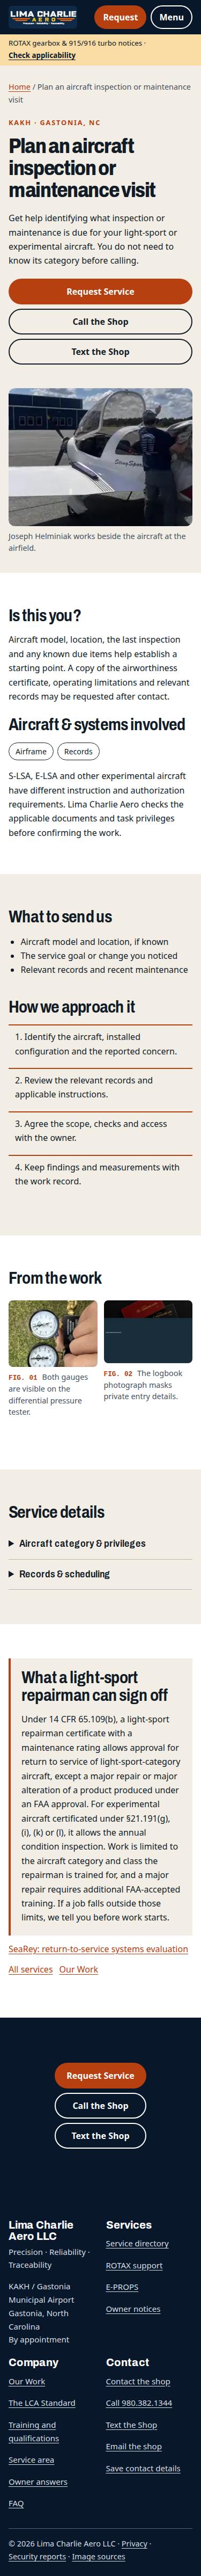 LIMA CHARLIE
AERO
Request
Menu
ROTAX gearbox & 915/916 turbo notices ·
Check applicability
Home / Plan an aircraft inspection or maintenance
visit
KAKH · GASTONIA, NC
Plan an aircraft
inspection or
maintenance visit
Get help identifying what inspection or
maintenance is due for your light-sport or
experimental aircraft. You do not need to
know its category before calling.
Request Service
Call the Shop
Text the Shop
Joseph Helminiak works beside the aircraft at the
airfield.
Is this you?
Aircraft model, location, the last inspection
and any known due items help establish a
starting point. A copy of the airworthiness
certificate, operating limitations and relevant
records may be requested after contact.
Aircraft & systems involved
Airframe
Records
S-LSA, E-LSA and other experimental aircraft
have different instruction and authorization
requirements. Lima Charlie Aero checks the
applicable documents and task privileges
before confirming the work.
What to send us
• Aircraft model and location, if known
• The service goal or change you noticed
• Relevant records and recent maintenance
How we approach it
1. Identify the aircraft, installed
configuration and the reported concern.
2. Review the relevant records and
applicable instructions.
3. Agree the scope, checks and access
with the owner.
4. Keep findings and measurements with
the work record.
From the work
FIG. 01 Both gauges
are visible on the
differential pressure
tester.
FIG. 02 The logbook
photograph masks
private entry details.
Service details
▶ Aircraft category & privileges
▶ Records & scheduling
What a light-sport
repairman can sign off
Under 14 CFR 65.109(b), a light-sport
repairman certificate with a
maintenance rating allows approval for
return to service of light-sport-category
aircraft, except a major repair or major
alteration of a product produced under
an FAA approval. For experimental
aircraft certificated under §21.191(g),
(i), (k) or (l), it allows the annual
condition inspection. Work is limited to
the aircraft category and class the
repairman is trained for, and a major
repair requires additional FAA-accepted
training. If a job falls outside those
limits, we tell you before work starts.
SeaRey: return-to-service systems evaluation
All services Our Work
Request Service
Call the Shop
Text the Shop
Lima Charlie
Aero LLC
Precision · Reliability ·
Traceability
KAKH / Gastonia
Municipal Airport
Gastonia, North
Carolina
By appointment
Services
Service directory
ROTAX support
E-PROPS
Owner notices
Company
Our Work
The LCA Standard
Training and
qualifications
Service area
Owner answers
FAQ
Contact
Contact the shop
Call 980.382.1344
Text the Shop
Email the shop
Save contact details
© 2026 Lima Charlie Aero LLC · Privacy ·
Security reports · Image sources